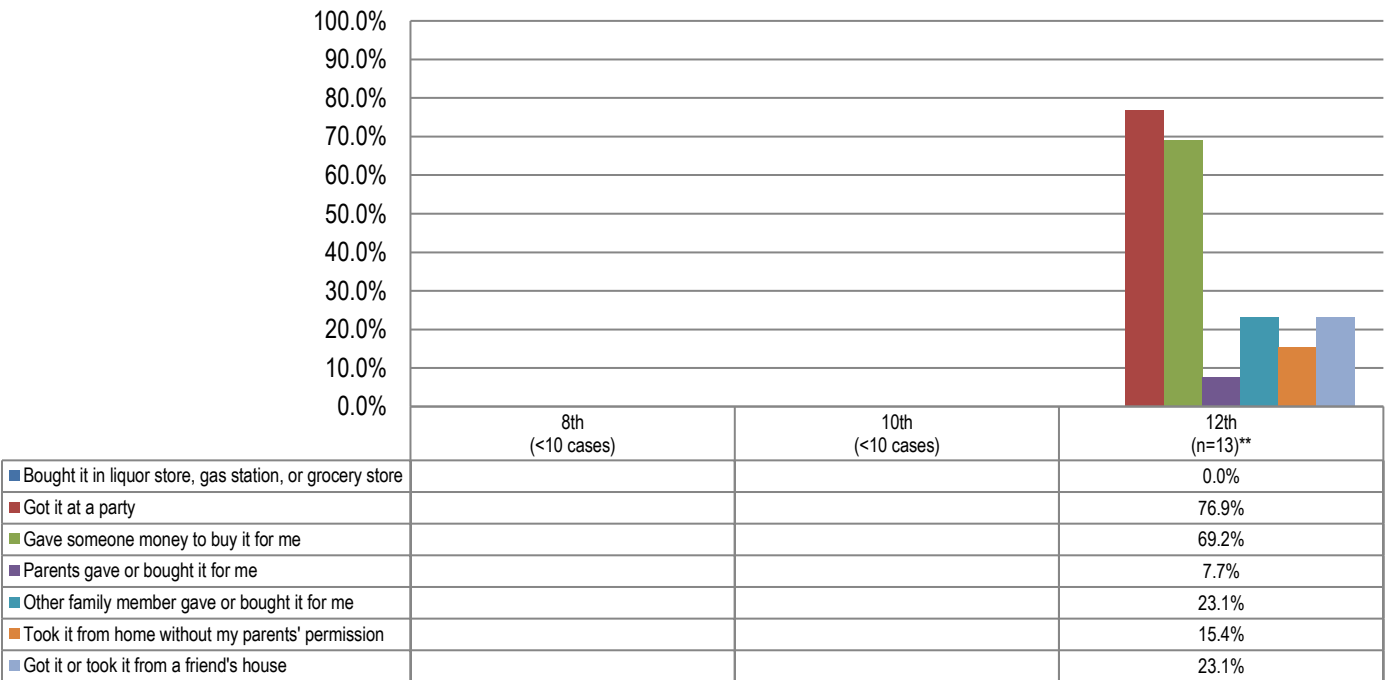 100.0%
90.0%
80.0%
70.0%
60.0%
50.0%
40.0%
30.0%
20.0%
10.0%
0.0%
8th 10th 12th
(<10 cases) (<10 cases) (n=13)**
Bought it in liquor store, gas station, or grocery store 0.0%
Got it at a party 76.9%
Gave someone money to buy it for me 69.2%
Parents gave or bought it for me 7.7%
Other family member gave or bought it for me 23.1%
Took it from home without my parents' permission 15.4%
Got it or took it from a friend's house 23.1%